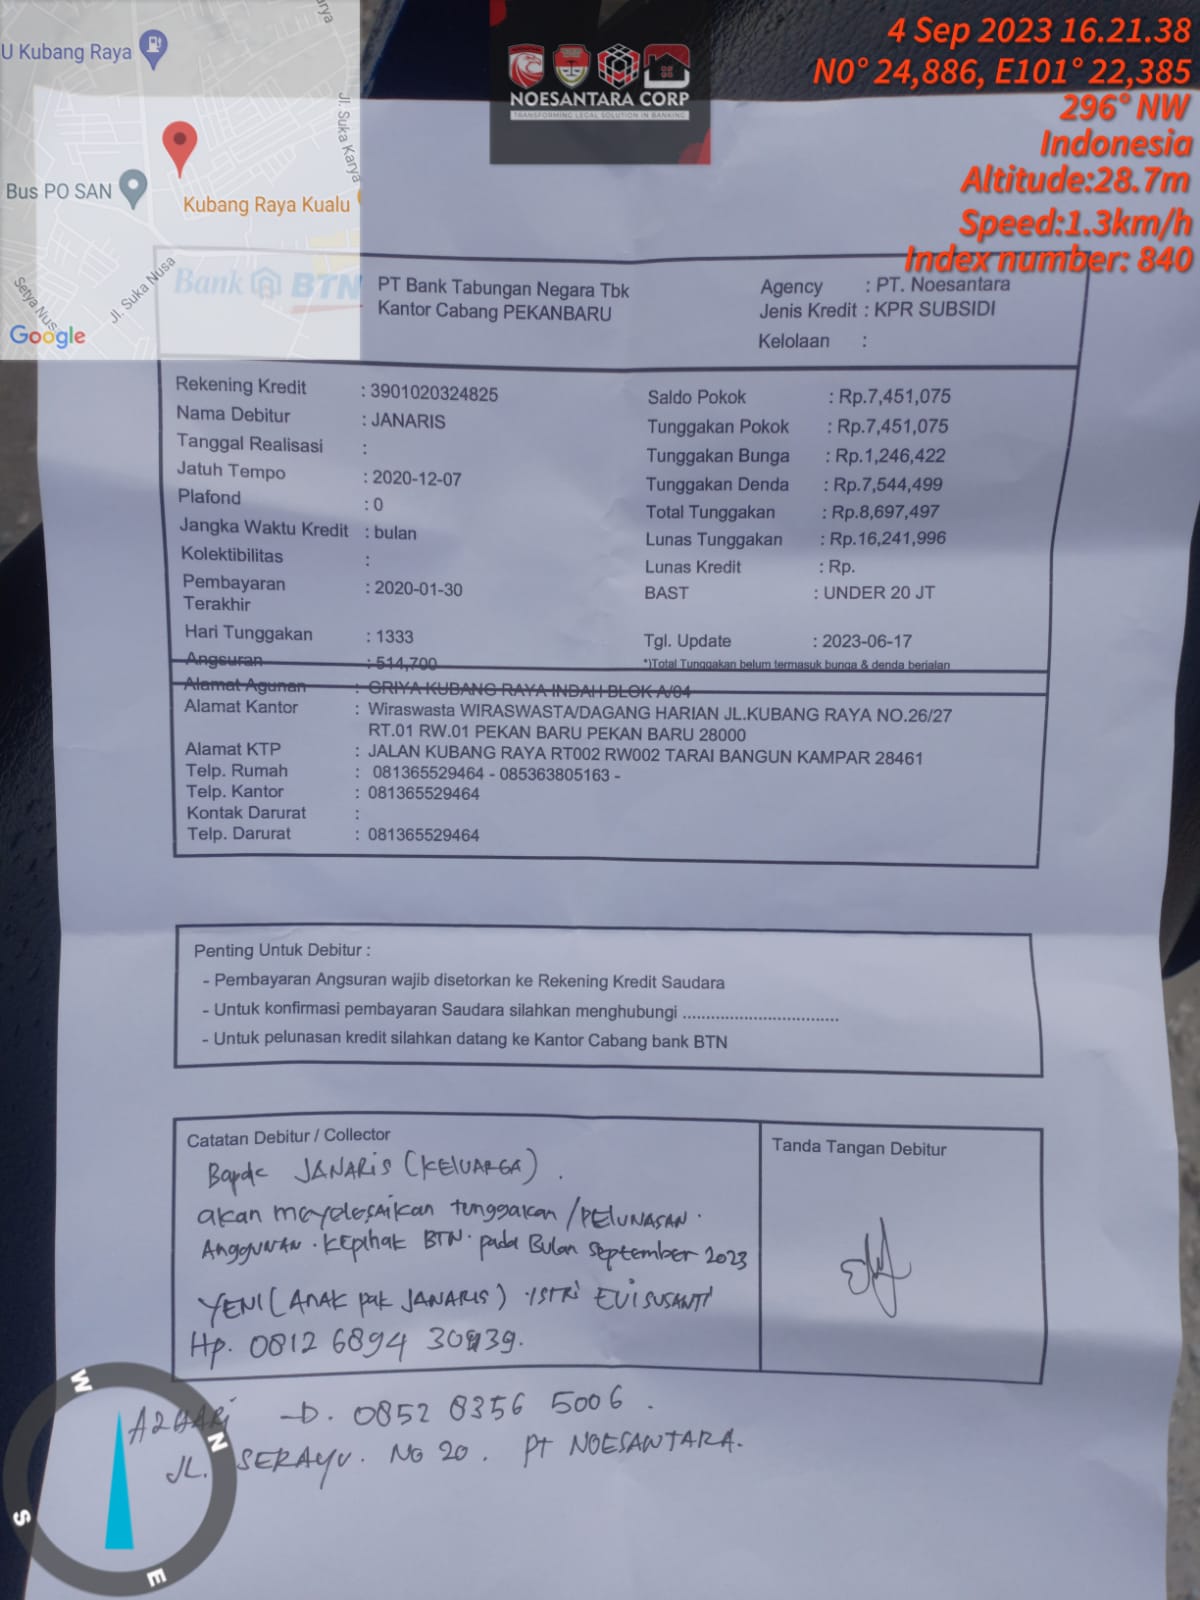 U Kubang Raya
Jl. Suka Karya
Bus PO SAN
Kubang Raya Kualu
Setya Nus
Jl. Suka Nusa
Google
NOESANTARA CORP
TRANSFORMING LEGAL SOLUTION IN BANKING
4 Sep 2023 16.21.38
N0° 24,886, E101° 22,385
296° NW
Indonesia
Altitude:28.7m
Speed:1.3km/h
Index number: 840
Bank BTN
PT Bank Tabungan Negara Tbk
Kantor Cabang PEKANBARU
Agency : PT. Noesantara
Jenis Kredit : KPR SUBSIDI
Kelolaan :
Rekening Kredit : 3901020324825
Nama Debitur : JANARIS
Tanggal Realisasi :
Jatuh Tempo : 2020-12-07
Plafond : 0
Jangka Waktu Kredit : bulan
Kolektibilitas :
Pembayaran Terakhir : 2020-01-30
Hari Tunggakan : 1333
Angsuran : 514,700
Saldo Pokok : Rp.7,451,075
Tunggakan Pokok : Rp.7,451,075
Tunggakan Bunga : Rp.1,246,422
Tunggakan Denda : Rp.7,544,499
Total Tunggakan : Rp.8,697,497
Lunas Tunggakan : Rp.16,241,996
Lunas Kredit : Rp.
BAST : UNDER 20 JT
Tgl. Update : 2023-06-17
*)Total Tunggakan belum termasuk bunga & denda berjalan
Alamat Agunan : GRIYA KUBANG RAYA INDAH BLOK A/04
Alamat Kantor : Wiraswasta WIRASWASTA/DAGANG HARIAN JL.KUBANG RAYA NO.26/27
RT.01 RW.01 PEKAN BARU PEKAN BARU 28000
Alamat KTP : JALAN KUBANG RAYA RT002 RW002 TARAI BANGUN KAMPAR 28461
Telp. Rumah : 081365529464 - 085363805163 -
Telp. Kantor : 081365529464
Kontak Darurat :
Telp. Darurat : 081365529464
Penting Untuk Debitur :
- Pembayaran Angsuran wajib disetorkan ke Rekening Kredit Saudara
- Untuk konfirmasi pembayaran Saudara silahkan menghubungi .................................
- Untuk pelunasan kredit silahkan datang ke Kantor Cabang bank BTN
Catatan Debitur / Collector
Tanda Tangan Debitur
Bapak JANARIS (KELUARGA).
akan meyelesaikan tunggakan / PELUNASAN.
Anggunan. Kepihak BTN. pada Bulan September 2023
YENI (Anak pak JANARIS) istri EVI SUSANTI
Hp. 0812 6894 30939.
AZHARI - D. 0852 8356 5006.
JL. SERAYU. No 20. PT NOESANTARA.
W
N
S
E